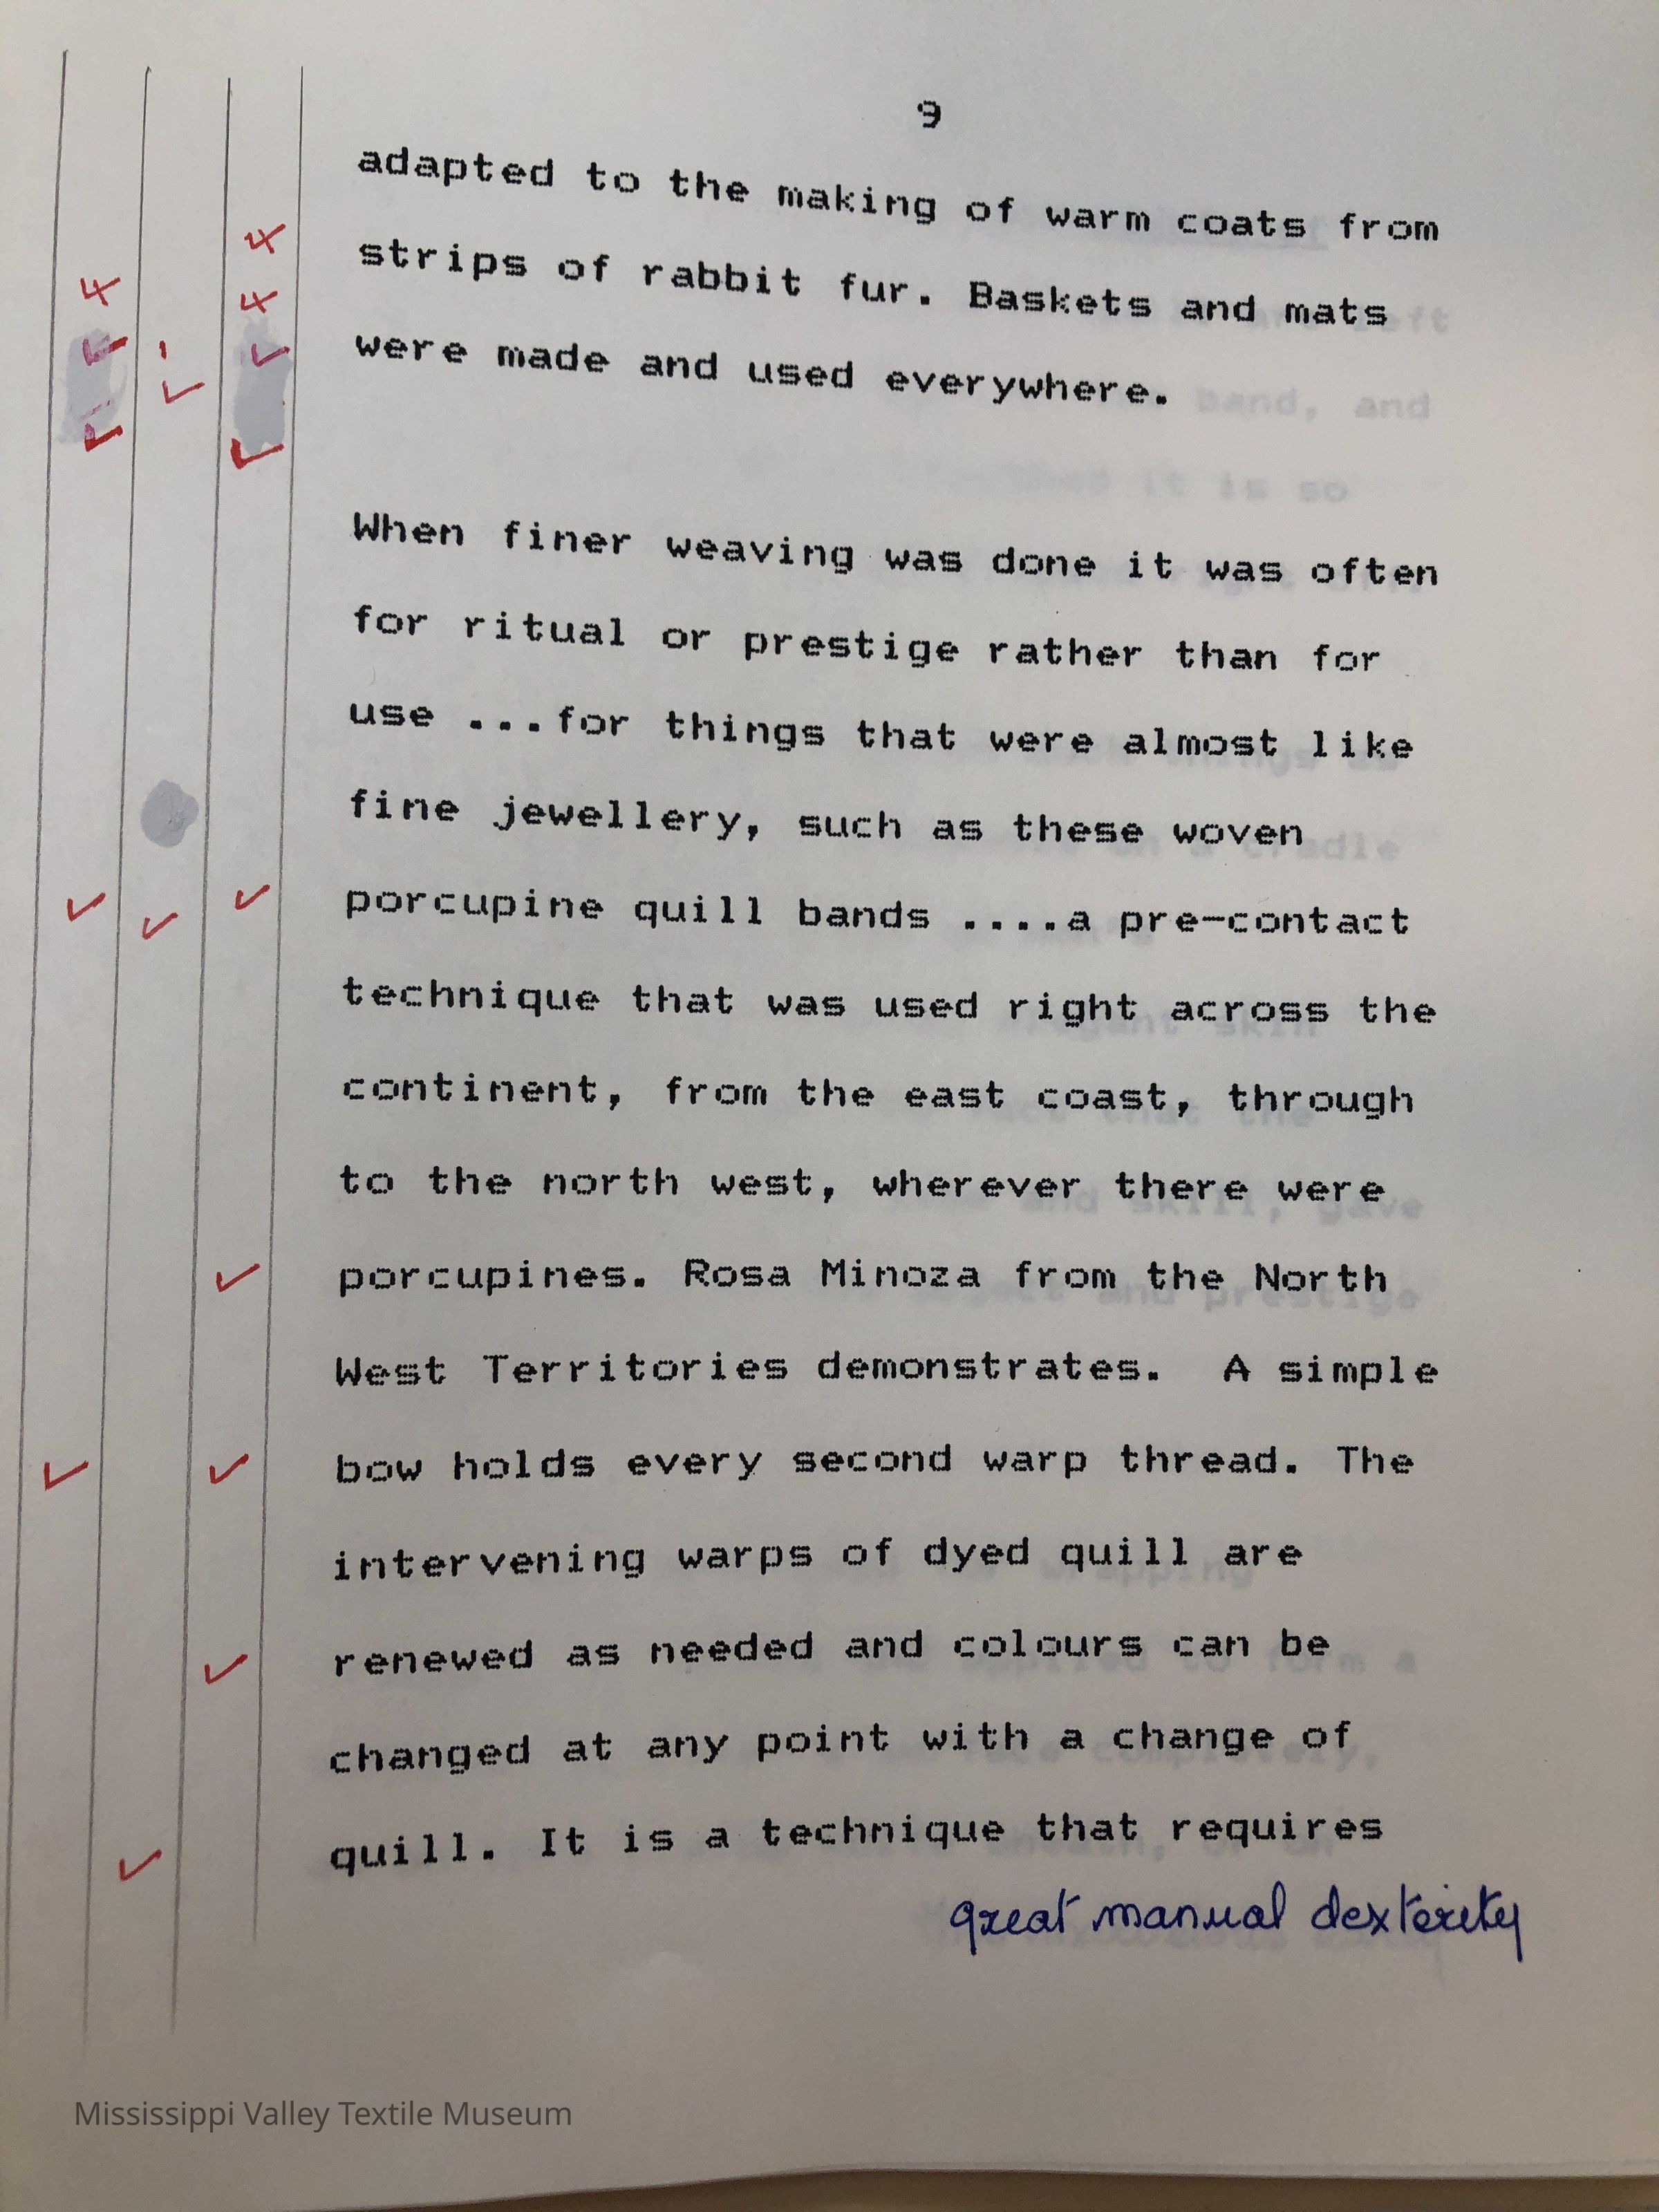 9
adapted to the making of warm coats from
strips of rabbit fur. Baskets and mats
were made and used everywhere.
When finer weaving was done it was often
for ritual or prestige rather than for
use ...for things that were almost like
fine jewellery, such as these woven
porcupine quill bands ....a pre-contact
technique that was used right across the
continent, from the east coast, through
to the north west, wherever there were
porcupines. Rosa Minoza from the North
West Territories demonstrates.  A simple
bow holds every second warp thread. The
intervening warps of dyed quill are
renewed as needed and colours can be
changed at any point with a change of
quill. It is a technique that requires
great manual dexterity
Mississippi Valley Textile Museum